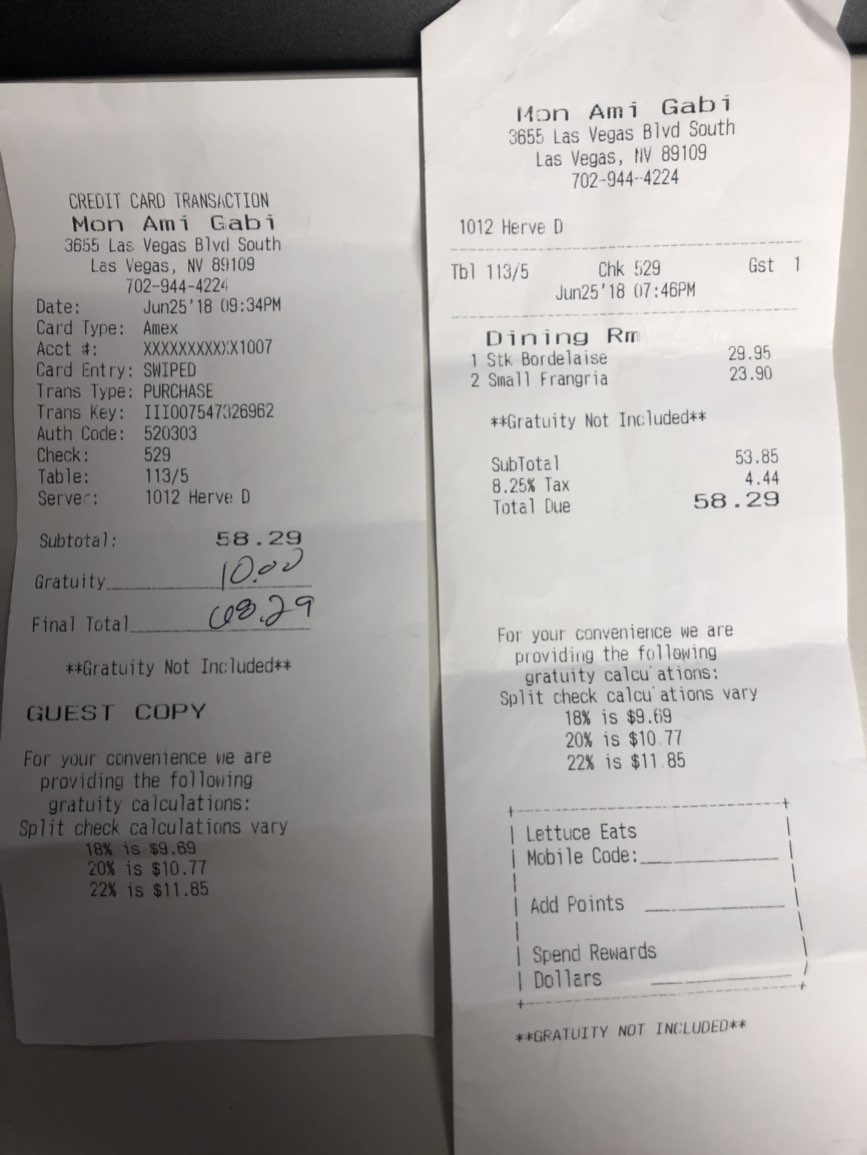 CREDIT CARD TRANSACTION
Mon Ami Gabi
3655 Las Vegas Blvd South
Las Vegas, NV 89109
702-944-4224
Date: Jun25'18 09:34PM
Card Type: Amex
Acct #: XXXXXXXXXXX1007
Card Entry: SWIPED
Trans Type: PURCHASE
Trans Key: III007547326962
Auth Code: 520303
Check: 529
Table: 113/5
Server: 1012 Herve D
Subtotal: 58.29
Gratuity 10.00
Final Total 68.29
**Gratuity Not Included**
GUEST COPY
For your convenience we are
providing the following
gratuity calculations:
Split check calculations vary
18% is $9.69
20% is $10.77
22% is $11.85
Mon Ami Gabi
3655 Las Vegas Blvd South
Las Vegas, NV 89109
702-944-4224
1012 Herve D
Tbl 113/5 Chk 529 Gst 1
Jun25'18 07:46PM
Dining Rm
1 Stk Bordelaise 29.95
2 Small Frangria 23.90
**Gratuity Not Included**
SubTotal 53.85
8.25% Tax 4.44
Total Due 58.29
For your convenience we are
providing the following
gratuity calculations:
Split check calculations vary
18% is $9.69
20% is $10.77
22% is $11.85
Lettuce Eats
Mobile Code:
Add Points
Spend Rewards
Dollars
**GRATUITY NOT INCLUDED**